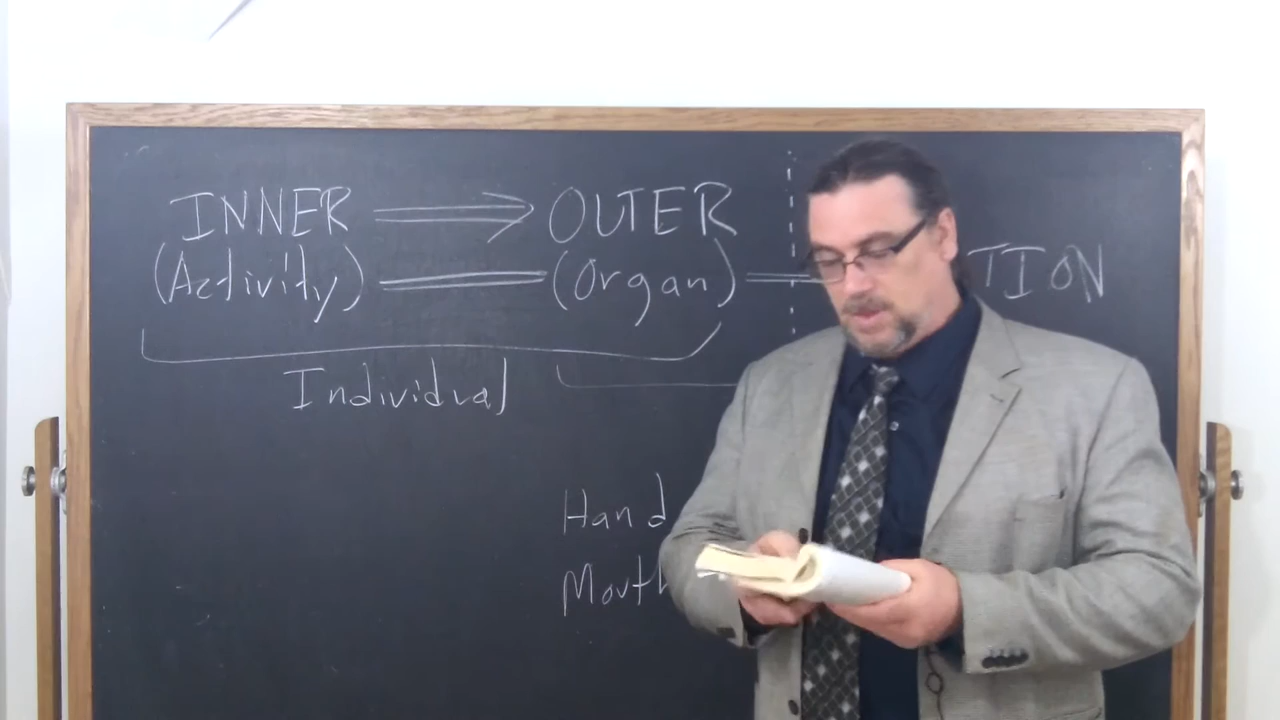 INNER ⇒ OUTER
(Activity) = (Organ) = TION
Individual
Hand
Mouth